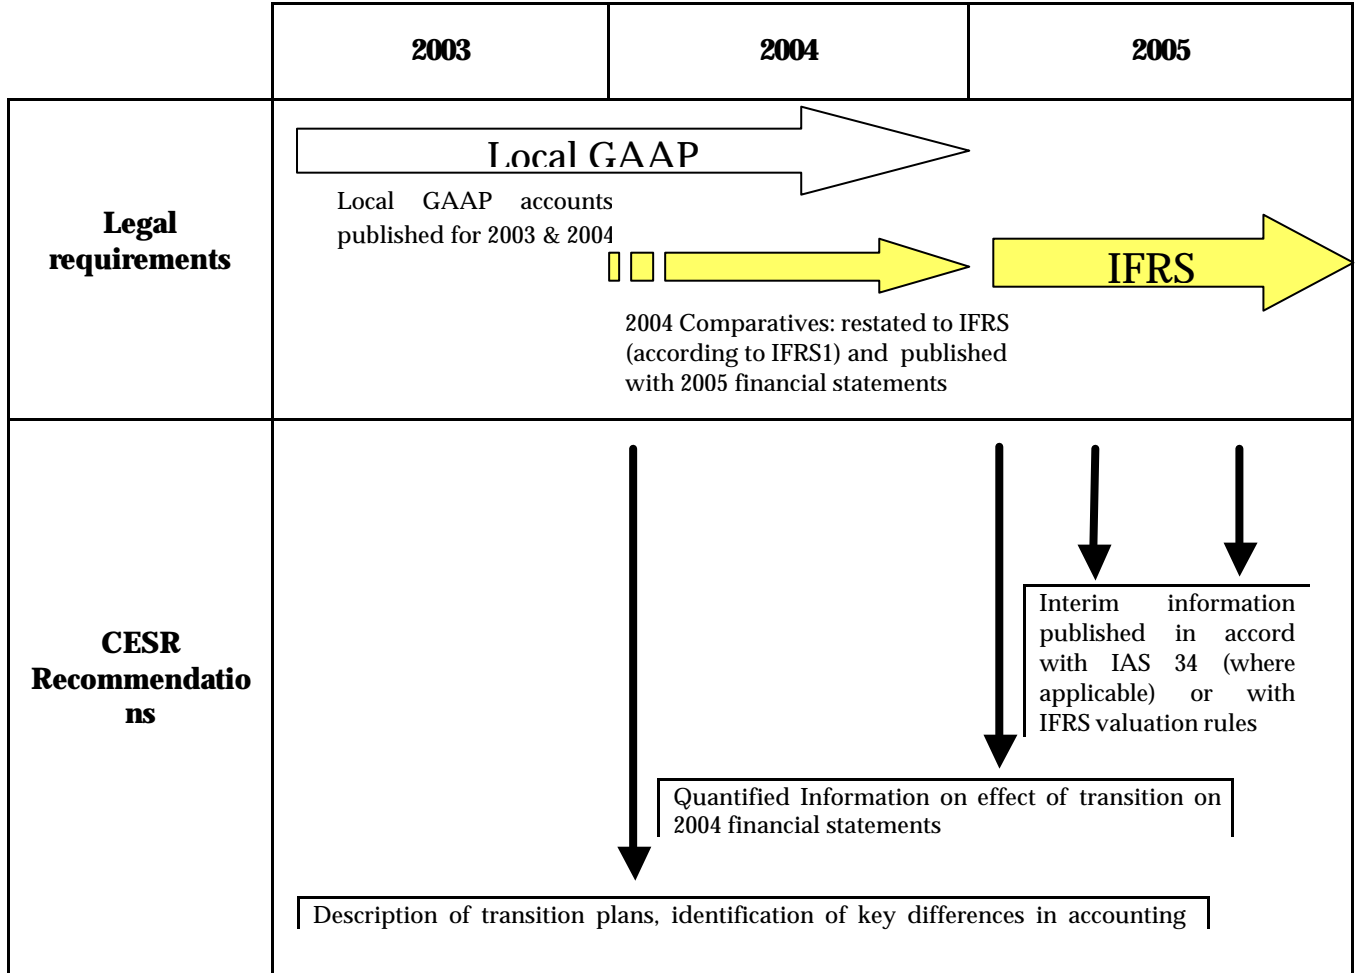 2003
2004
2005
Legal
requirements
Local GAAP
Local GAAP accounts
published for 2003 & 2004
IFRS
2004 Comparatives: restated to IFRS
(according to IFRS1) and published
with 2005 financial statements
CESR
Recommendatio
ns
Interim information
published in accord
with IAS 34 (where
applicable) or with
IFRS valuation rules
Quantified Information on effect of transition on
2004 financial statements
Description of transition plans, identification of key differences in accounting